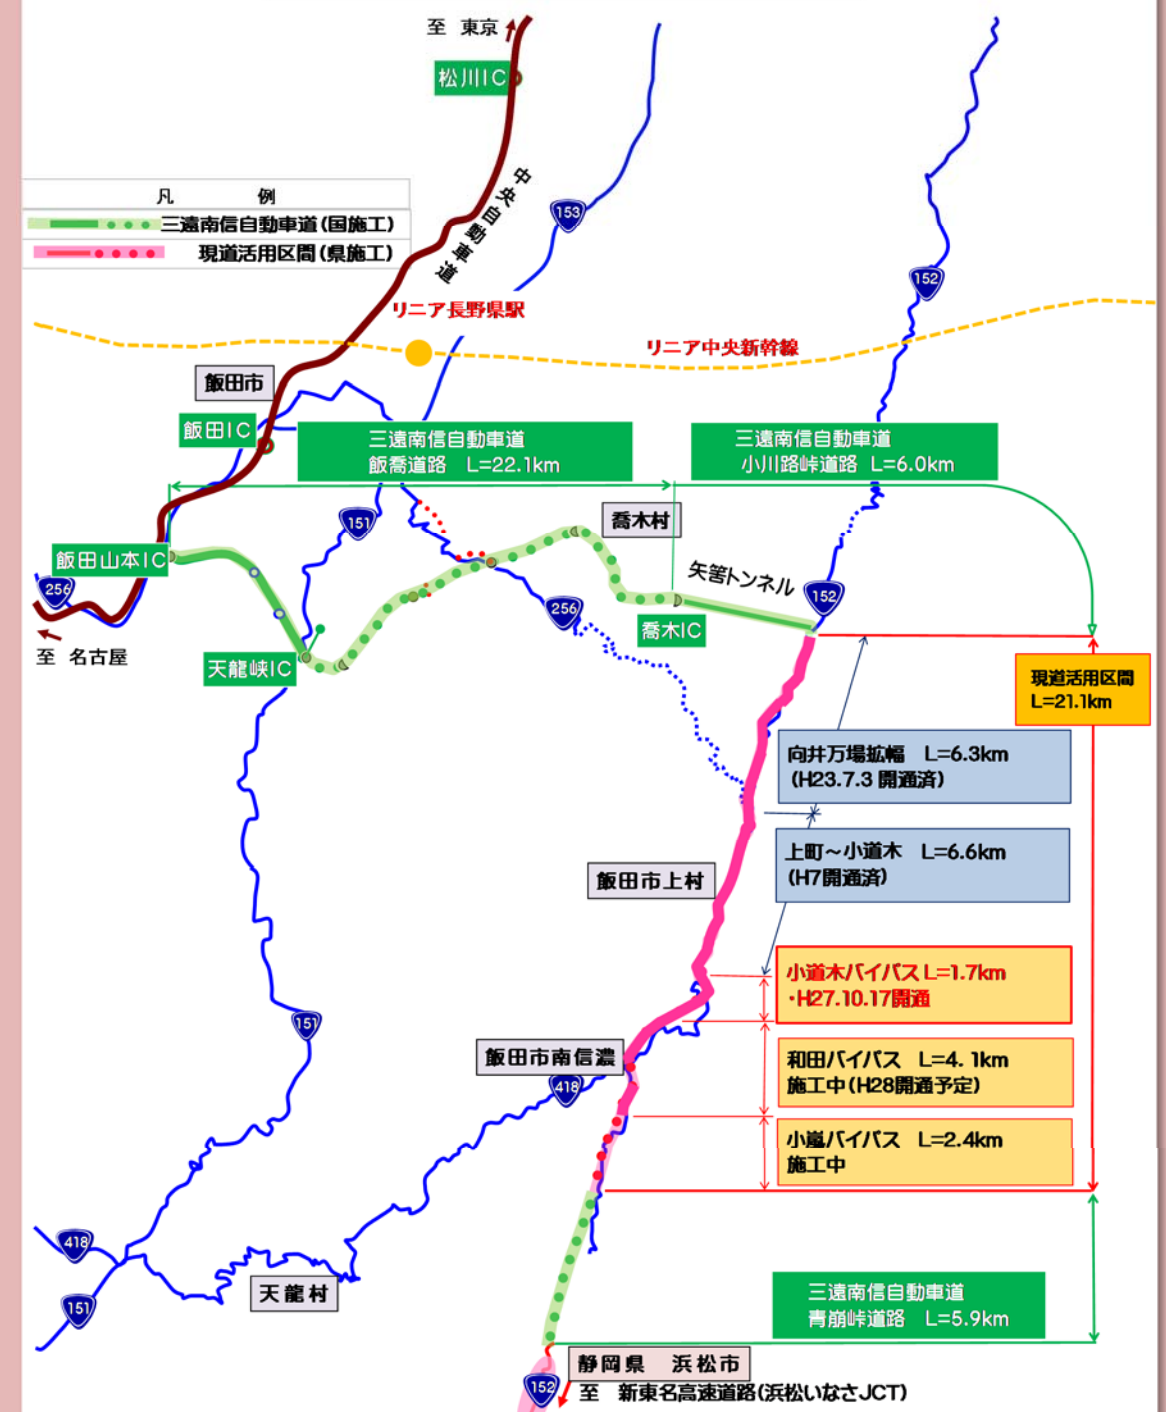 至 東京
松川IC
中央自動車道
153
152
凡 例
三遠南信自動車道(国施工)
現道活用区間(県施工)
リニア長野県駅
リニア中央新幹線
飯田市
飯田IC
三遠南信自動車道
飯喬道路 L=22.1km
三遠南信自動車道
小川路峠道路 L=6.0km
151
喬木村
飯田山本IC
256
至 名古屋
矢筈トンネル
152
256
喬木IC
天龍峡IC
現道活用区間
L=21.1km
向井万場拡幅 L=6.3km
(H23.7.3 開通済)
上町~小道木 L=6.6km
(H7開通済)
飯田市上村
小道木バイパス L=1.7km
・H27.10.17開通
151
飯田市南信濃
418
和田バイパス L=4.1km
施工中(H28開通予定)
小嵐バイパス L=2.4km
施工中
418
151
天龍村
三遠南信自動車道
青崩峠道路 L=5.9km
静岡県 浜松市
152
至 新東名高速道路(浜松いなさJCT)